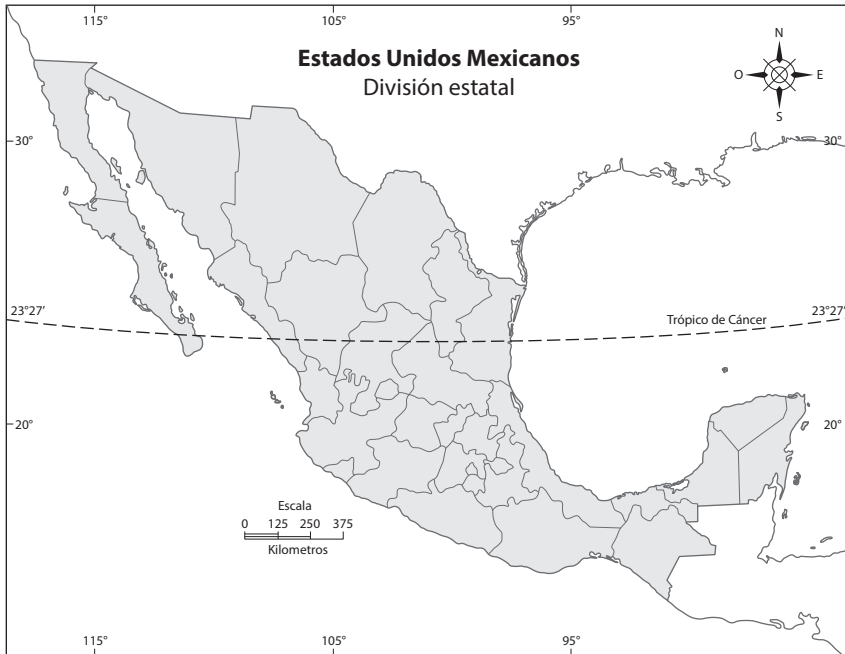 115°
105°
95°
Estados Unidos Mexicanos
División estatal
N
O
E
S
30°
30°
23°27'
Trópico de Cáncer
23°27'
20°
20°
Escala
0 125 250 375
Kilometros
115°
105°
95°